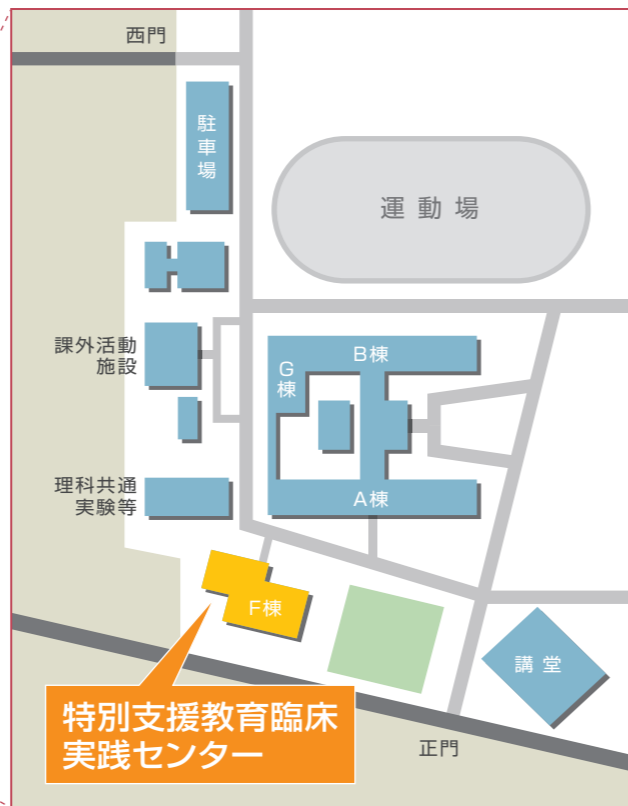 西門
駐車場
運動場
課外活動
施設
B棟
G棟
理科共通
実験等
A棟
F棟
講堂
特別支援教育臨床
実践センター
正門